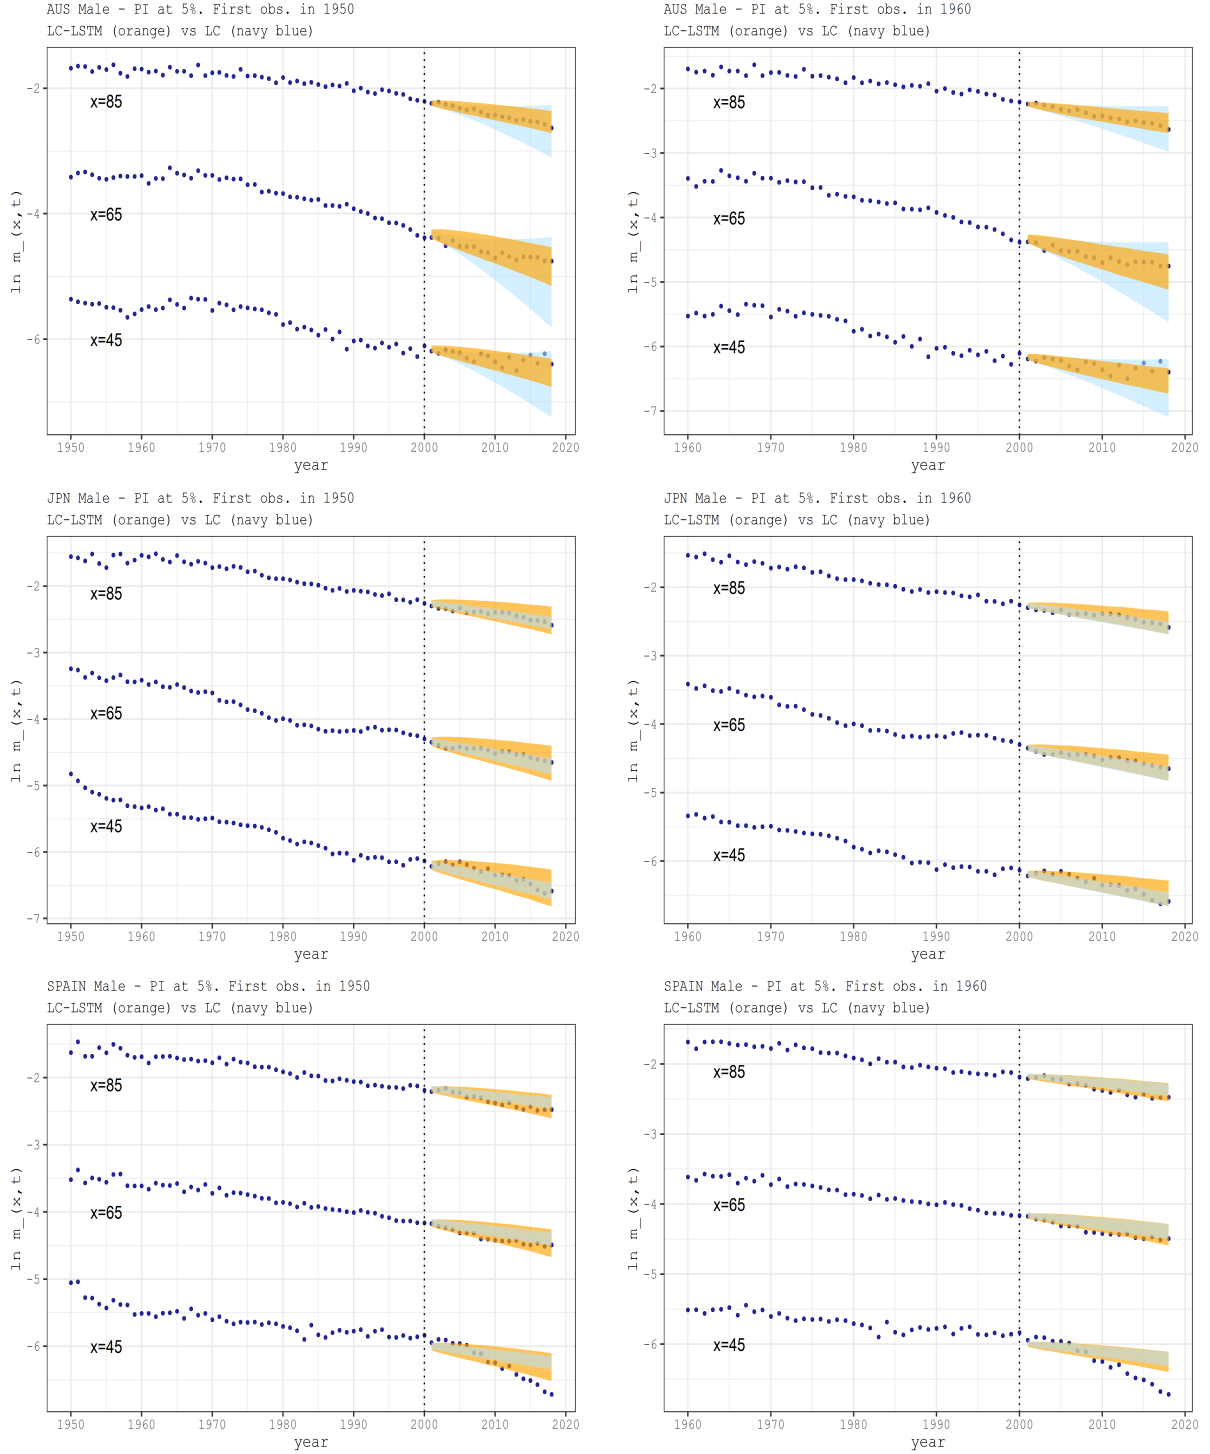 AUS Male - PI at 5%. First obs. in 1950
LC-LSTM (orange) vs LC (navy blue)
ln m_(x,t)
-2
-4
-6
x=85
x=65
x=45
1950 1960 1970 1980 1990 2000 2010 2020
year
AUS Male - PI at 5%. First obs. in 1960
LC-LSTM (orange) vs LC (navy blue)
ln m_(x,t)
-2
-3
-4
-5
-6
-7
x=85
x=65
x=45
1960 1970 1980 1990 2000 2010 2020
year
JPN Male - PI at 5%. First obs. in 1950
LC-LSTM (orange) vs LC (navy blue)
ln m_(x,t)
-2
-3
-4
-5
-6
-7
x=85
x=65
x=45
1950 1960 1970 1980 1990 2000 2010 2020
year
JPN Male - PI at 5%. First obs. in 1960
LC-LSTM (orange) vs LC (navy blue)
ln m_(x,t)
-2
-3
-4
-5
-6
x=85
x=65
x=45
1960 1970 1980 1990 2000 2010 2020
year
SPAIN Male - PI at 5%. First obs. in 1950
LC-LSTM (orange) vs LC (navy blue)
ln m_(x,t)
-2
-3
-4
-5
-6
x=85
x=65
x=45
1950 1960 1970 1980 1990 2000 2010 2020
year
SPAIN Male - PI at 5%. First obs. in 1960
LC-LSTM (orange) vs LC (navy blue)
ln m_(x,t)
-2
-3
-4
-5
-6
x=85
x=65
x=45
1960 1970 1980 1990 2000 2010 2020
year